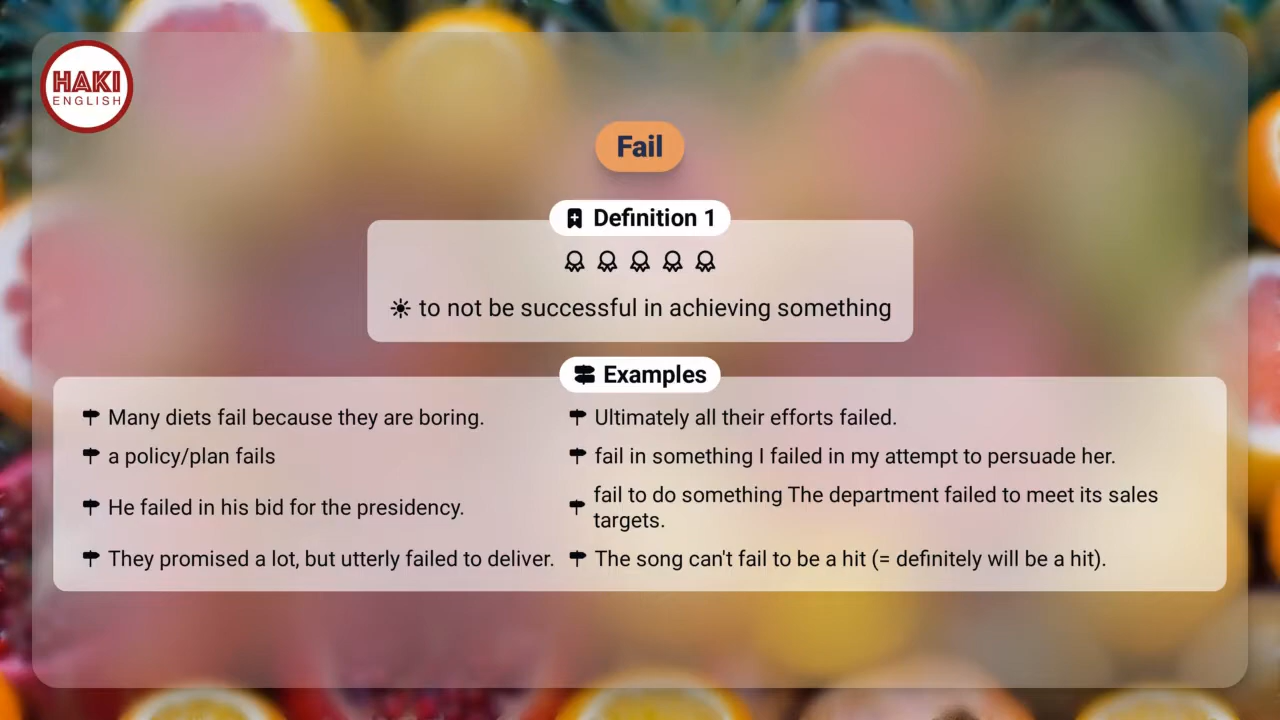 HAKI
ENGLISH
Fail
Definition 1
to not be successful in achieving something
Examples
Many diets fail because they are boring.
Ultimately all their efforts failed.
a policy/plan fails
fail in something I failed in my attempt to persuade her.
He failed in his bid for the presidency.
fail to do something The department failed to meet its sales
targets.
They promised a lot, but utterly failed to deliver.
The song can't fail to be a hit (= definitely will be a hit).